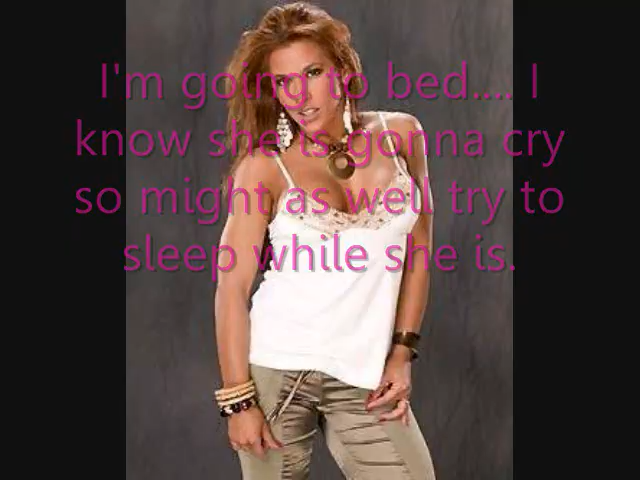 I'm going to bed.... I
know she is gonna cry
so might as well try to
sleep while she is.